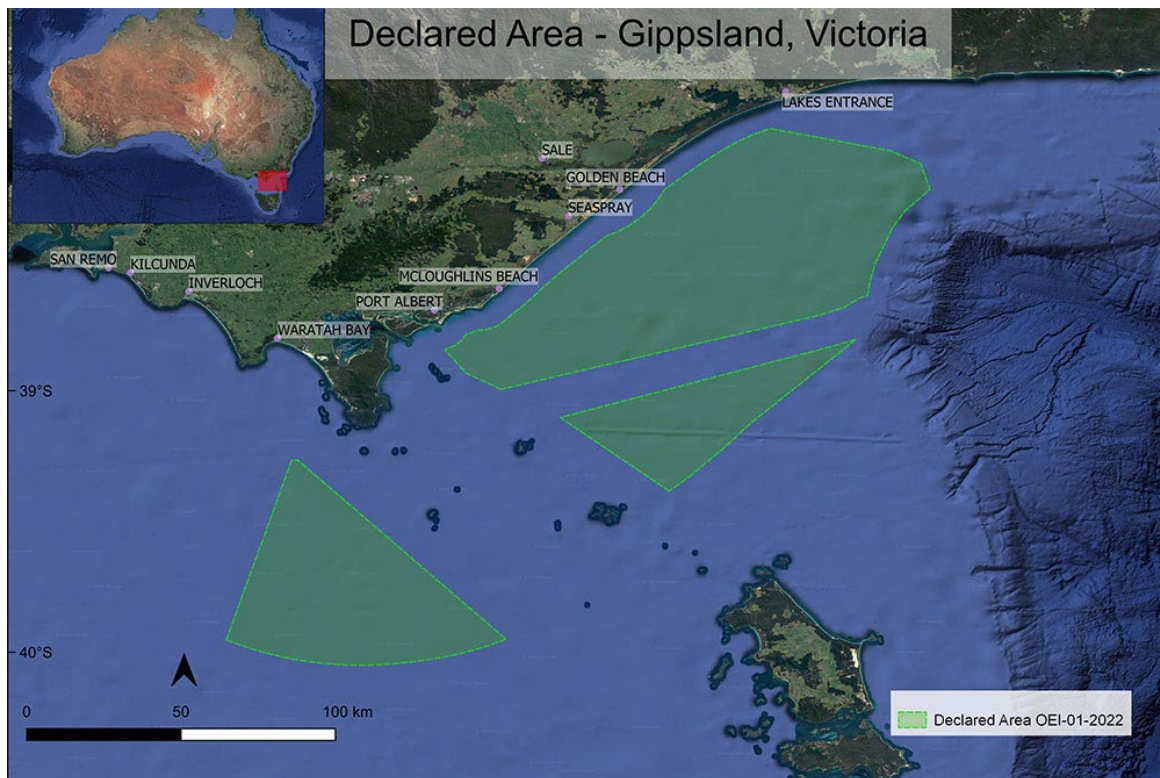 Declared Area - Gippsland, Victoria
LAKES ENTRANCE
SALE
GOLDEN BEACH
SEASPRAY
SAN REMO
KILCUNDA
MCLOUGHLINS BEACH
INVERLOCH
PORT ALBERT
WARATAH BAY
39°S
40°S
0 50 100 km
Declared Area OEI-01-2022